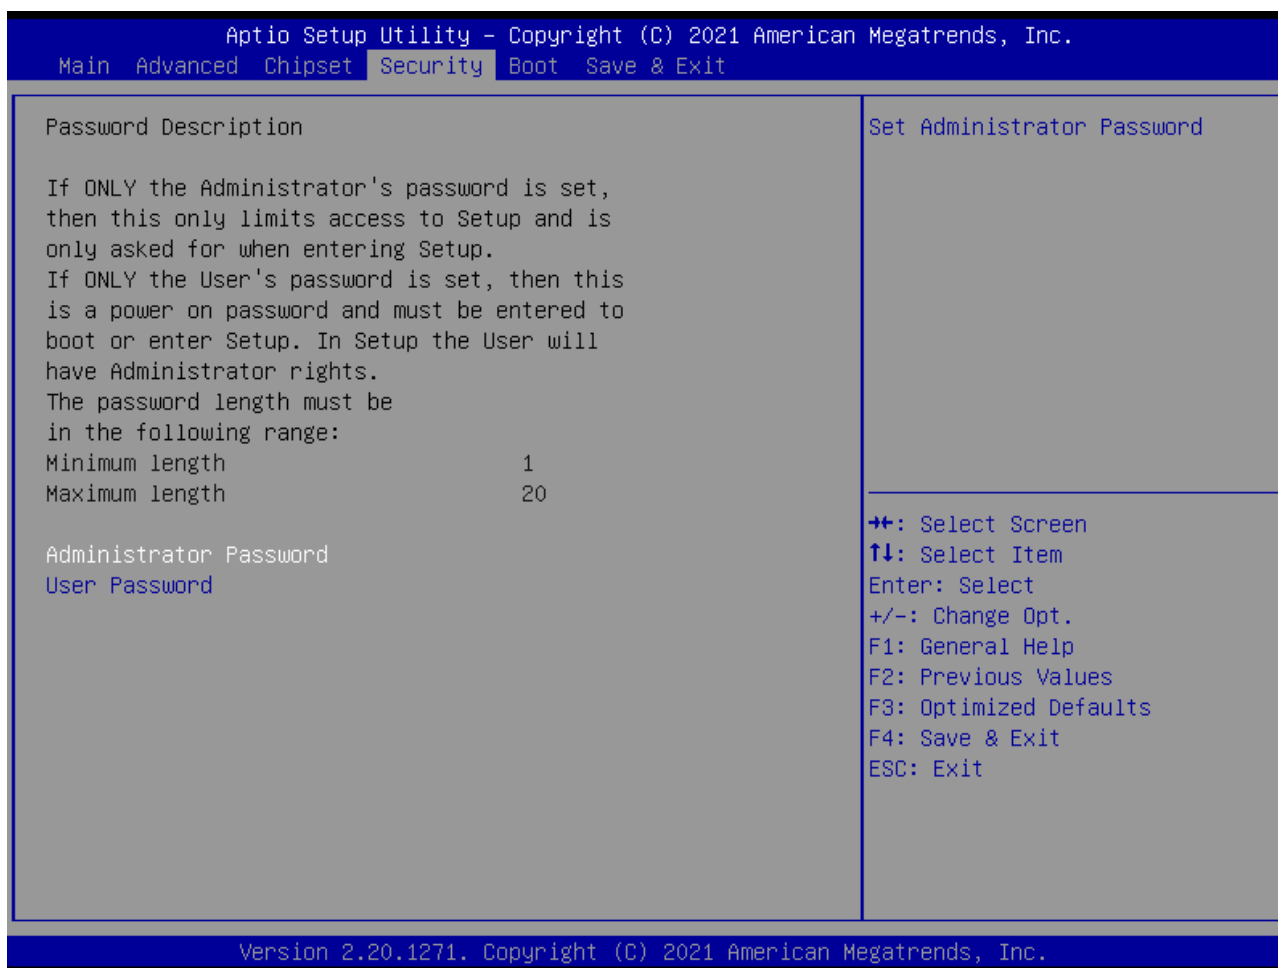 Aptio Setup Utility – Copyright (C) 2021 American Megatrends, Inc.
Main Advanced Chipset Security Boot Save & Exit
Password Description
If ONLY the Administrator's password is set,
then this only limits access to Setup and is
only asked for when entering Setup.
If ONLY the User's password is set, then this
is a power on password and must be entered to
boot or enter Setup. In Setup the User will
have Administrator rights.
The password length must be
in the following range:
Minimum length 1
Maximum length 20
Administrator Password
User Password
Set Administrator Password
→←: Select Screen
↑↓: Select Item
Enter: Select
+/-: Change Opt.
F1: General Help
F2: Previous Values
F3: Optimized Defaults
F4: Save & Exit
ESC: Exit
Version 2.20.1271. Copyright (C) 2021 American Megatrends, Inc.